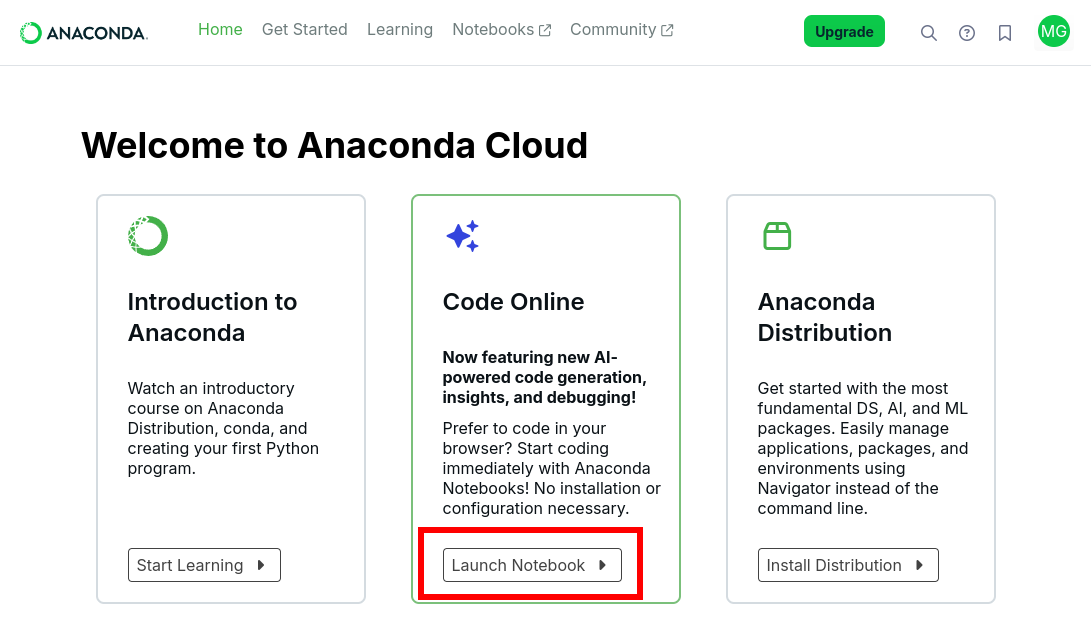 ANACONDA. Home Get Started Learning Notebooks Community Upgrade MG
Welcome to Anaconda Cloud
Introduction to
Anaconda
Watch an introductory
course on Anaconda
Distribution, conda, and
creating your first Python
program.
Start Learning
Code Online
Now featuring new AI-
powered code generation,
insights, and debugging!
Prefer to code in your
browser? Start coding
immediately with Anaconda
Notebooks! No installation or
configuration necessary.
Launch Notebook
Anaconda
Distribution
Get started with the most
fundamental DS, AI, and ML
packages. Easily manage
applications, packages, and
environments using
Navigator instead of the
command line.
Install Distribution